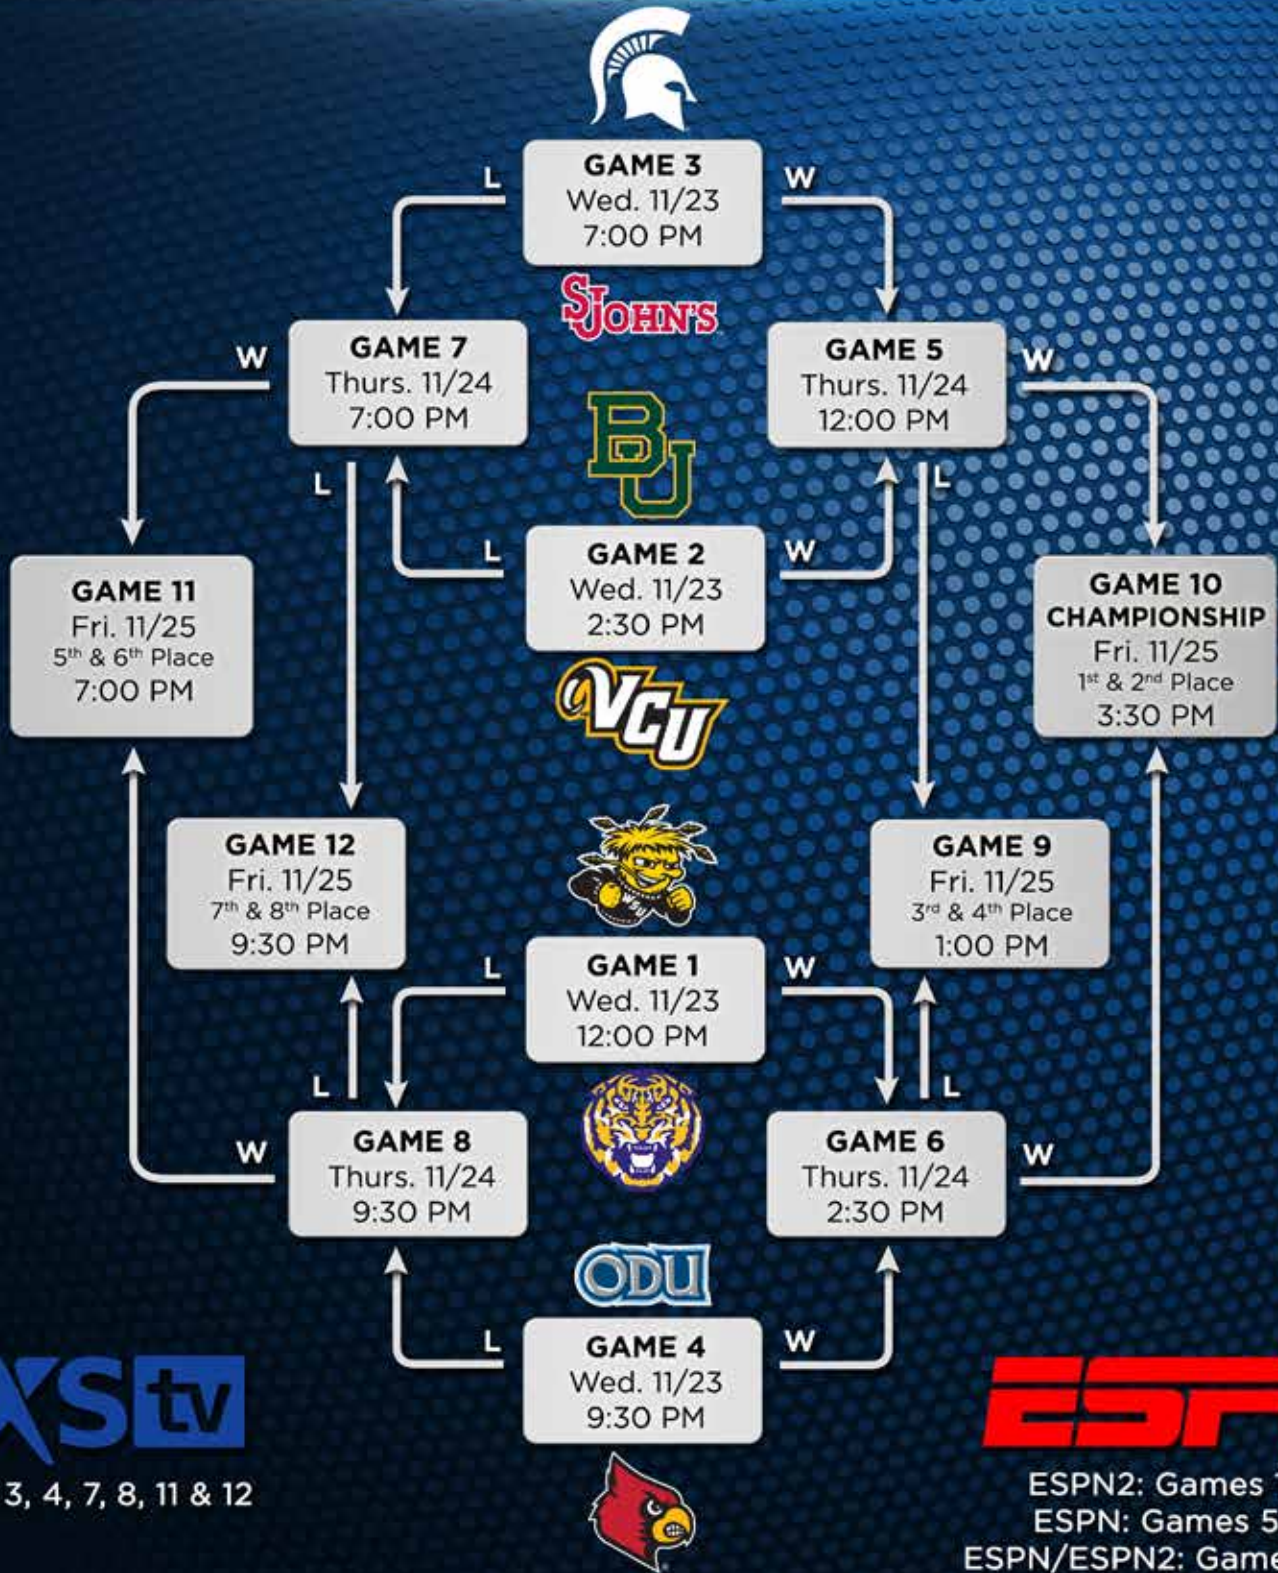 GAME 3
Wed. 11/23
7:00 PM
L
W
STJOHN'S
GAME 7
Thurs. 11/24
7:00 PM
W
L
GAME 5
Thurs. 11/24
12:00 PM
W
L
BU
GAME 2
Wed. 11/23
2:30 PM
L
W
VCU
GAME 11
Fri. 11/25
5th & 6th Place
7:00 PM
GAME 10
CHAMPIONSHIP
Fri. 11/25
1st & 2nd Place
3:30 PM
GAME 12
Fri. 11/25
7th & 8th Place
9:30 PM
WSU
GAME 9
Fri. 11/25
3rd & 4th Place
1:00 PM
GAME 1
Wed. 11/23
12:00 PM
L
W
GAME 8
Thurs. 11/24
9:30 PM
L
W
GAME 6
Thurs. 11/24
2:30 PM
L
W
ODU
GAME 4
Wed. 11/23
9:30 PM
L
W
XS tv
3, 4, 7, 8, 11 & 12
ESP
ESPN2: Games
ESPN: Games 5
ESPN/ESPN2: Game